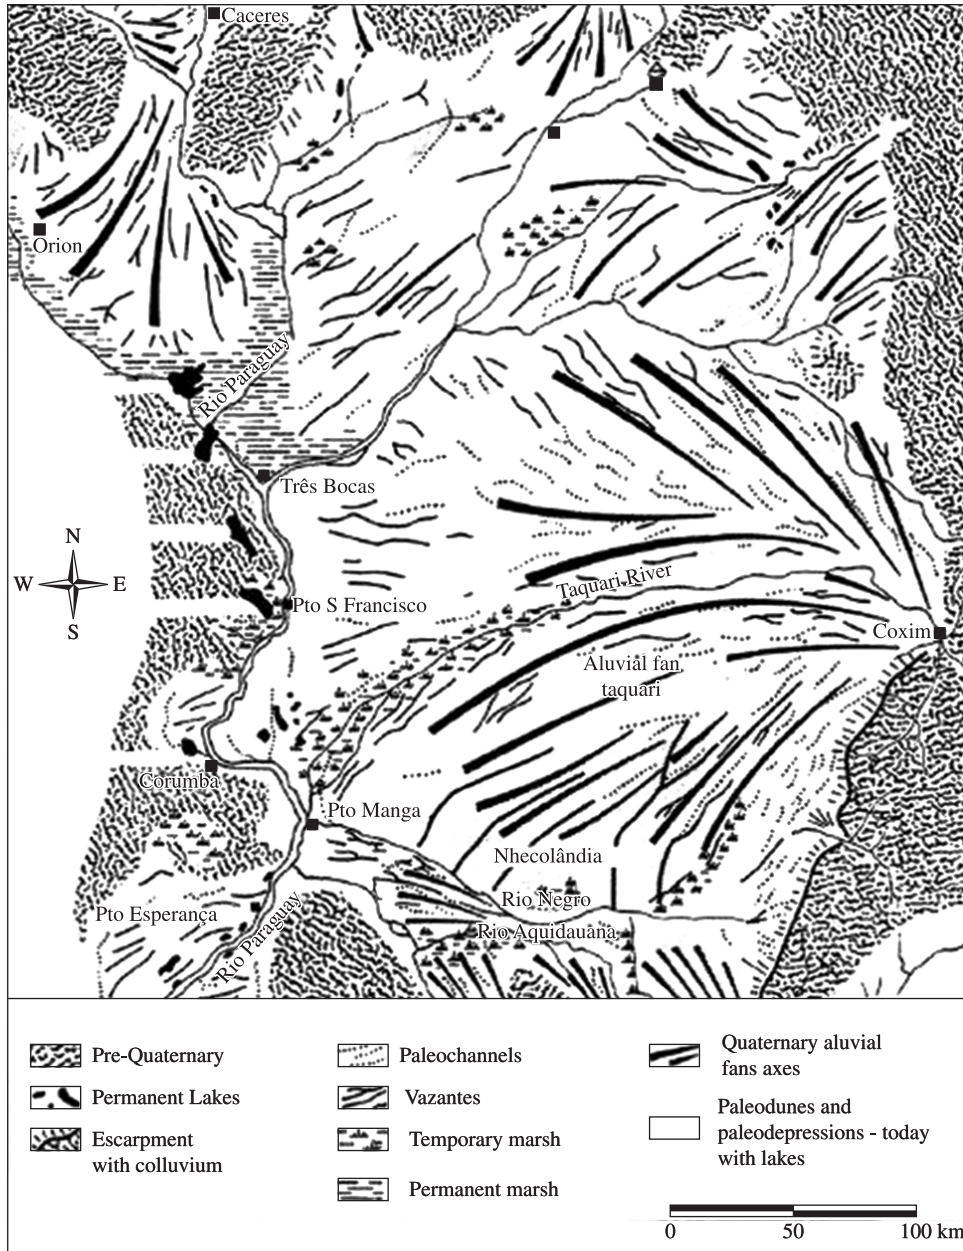 Caceres
Orion
Rio Paraguay
Três Bocas
N
W E
S
Pto S Francisco
Taquari River
Coxim
Aluvial fan
taquari
Corumba
Pto Manga
Nhecolândia
Rio Negro
Pto Esperança
Rio Paraguay
Rio Aquidauâna
Pre-Quaternary
Permanent Lakes
Escarpment
with colluvium
Paleochannels
Vazantes
Temporary marsh
Permanent marsh
Quaternary aluvial
fans axes
Paleodunes and
paleodepressions - today
with lakes
0 50 100 km